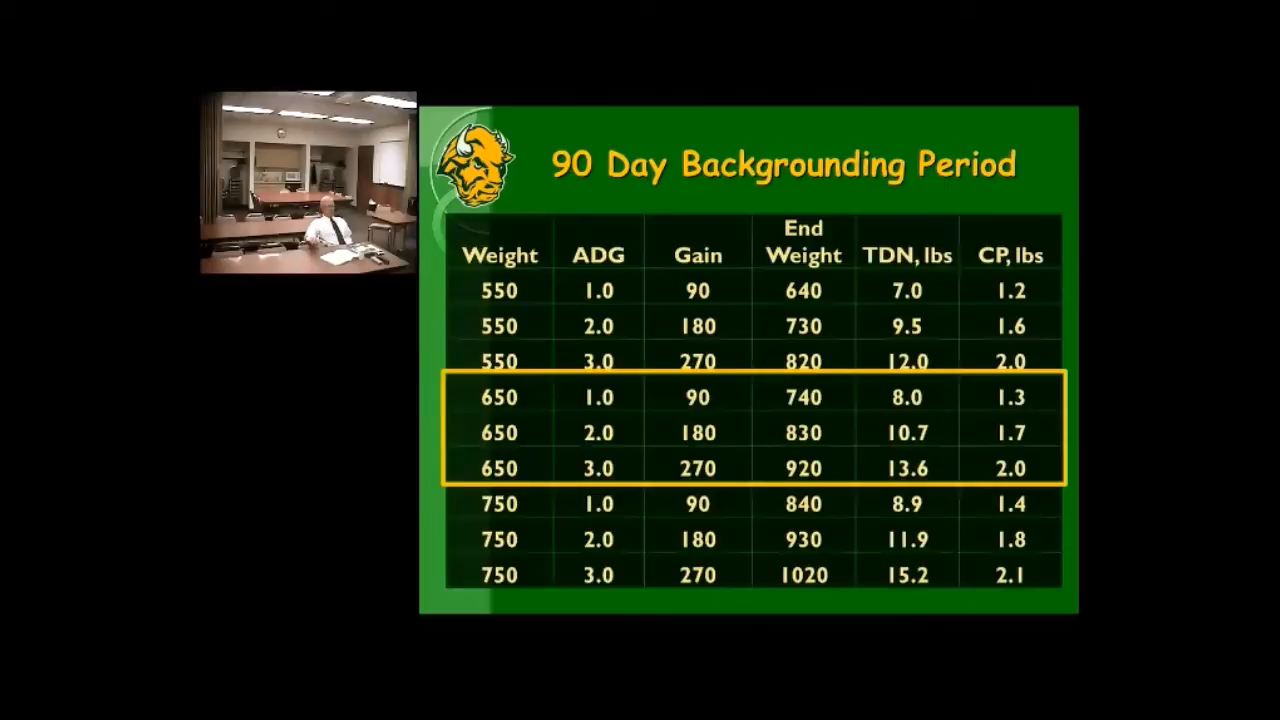 90 Day Backgrounding Period
End
Weight ADG Gain Weight TDN, lbs CP, lbs
550 1.0 90 640 7.0 1.2
550 2.0 180 730 9.5 1.6
550 3.0 270 820 12.0 2.0
650 1.0 90 740 8.0 1.3
650 2.0 180 830 10.7 1.7
650 3.0 270 920 13.6 2.0
750 1.0 90 840 8.9 1.4
750 2.0 180 930 11.9 1.8
750 3.0 270 1020 15.2 2.1